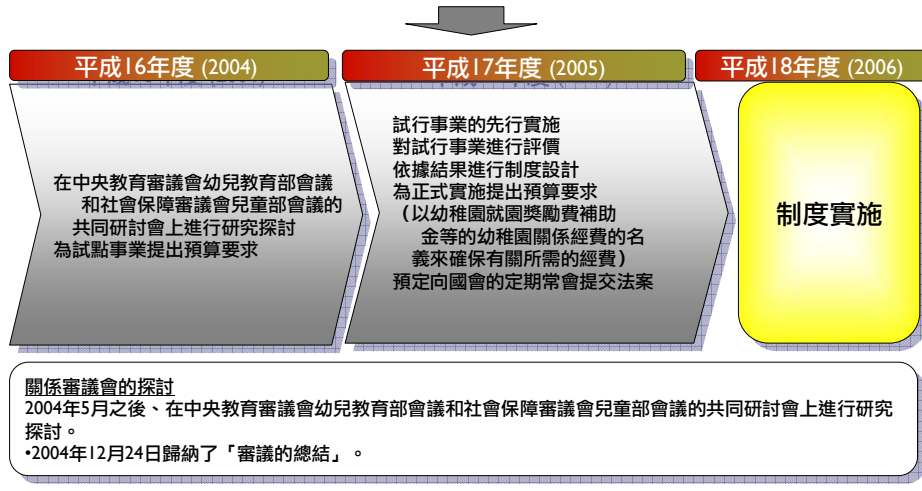 平成16年度 (2004)
平成17年度 (2005)
平成18年度 (2006)
在中央教育審議會幼兒教育部會議
和社會保障審議會兒童部會議的
共同研討會上進行研究探討
為試點事業提出預算要求
試行事業的先行實施
對試行事業進行評價
依據結果進行制度設計
為正式實施提出預算要求
（以幼稚園就園獎勵費補助
金等的幼稚園關係經費的名
義來確保有關所需的經費）
預定向國會的定期常會提交法案
制度實施
關係審議會的探討
2004年5月之後、在中央教育審議會幼兒教育部會議和社會保障審議會兒童部會議的共同研討會上進行研究
探討。
•2004年12月24日歸納了「審議的總結」。